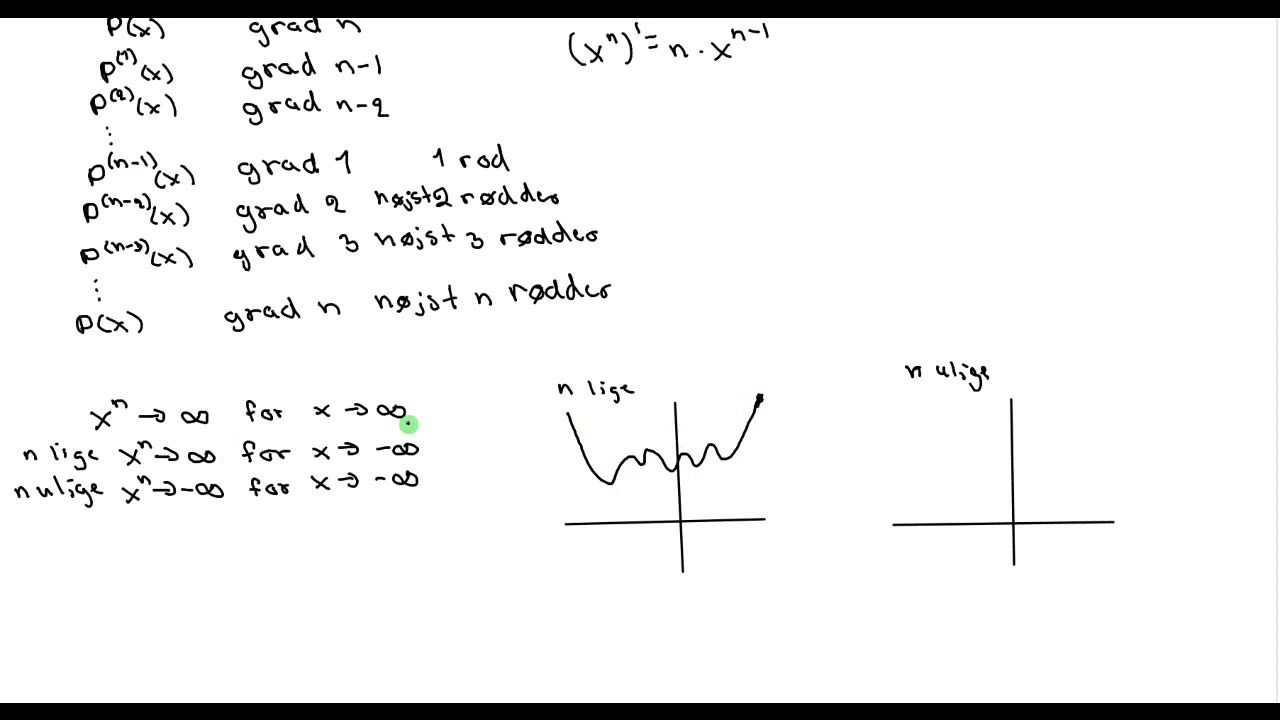 P(x) grad n
(xⁿ)' = n · xⁿ⁻¹
P⁽¹⁾(x) grad n-1
P⁽²⁾(x) grad n-2
⋮
P⁽ⁿ⁻¹⁾(x) grad 1 1 rod
P⁽ⁿ⁻²⁾(x) grad 2 højst 2 rødder
P⁽ⁿ⁻³⁾(x) grad 3 højst 3 rødder
⋮
P(x) grad n højst n rødder
xⁿ → ∞ for x → ∞
n lige xⁿ → ∞ for x → -∞
n ulige xⁿ → -∞ for x → -∞
n lige
n ulige